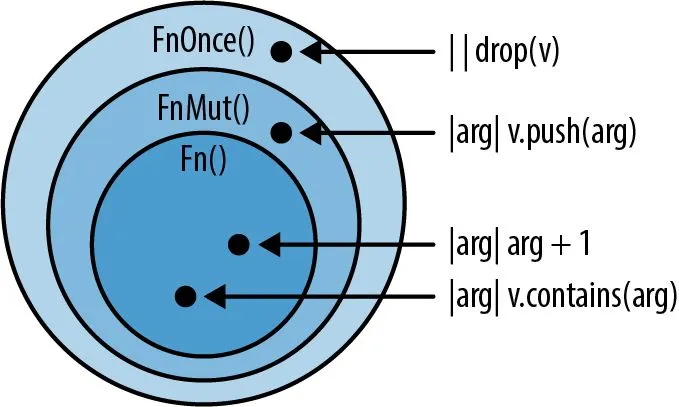 FnOnce()
| | drop(v)
FnMut()
|arg| v.push(arg)
Fn()
|arg| arg + 1
|arg| v.contains(arg)